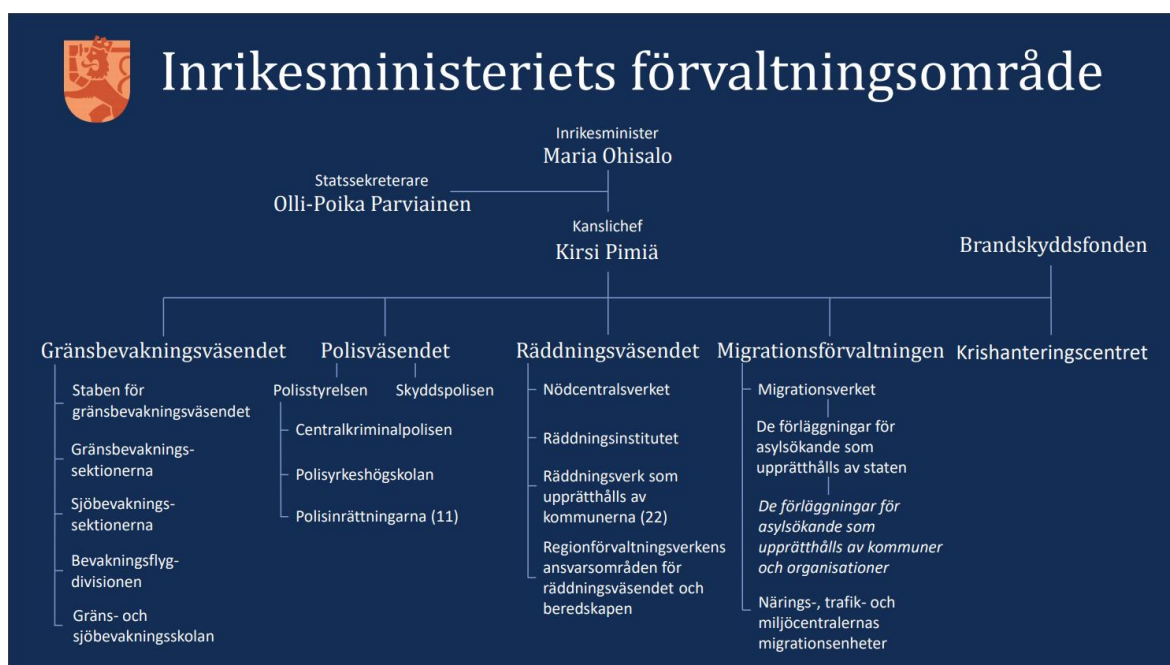 Inrikesministeriets förvaltningsområde
Inrikesminister
Maria Ohisalo
Statssekreterare
Olli-Poika Parviainen
Kanslichef
Kirsi Pimiä
Brandskyddsfonden
Gränsbevakningsväsendet
Staben för
gränsbevakningsväsendet
Gränsbevaknings-
sektionerna
Sjöbevaknings-
sektionerna
Bevakningsflyg-
divisionen
Gräns- och
sjöbevakningsskolan
Polisväsendet
Polisstyrelsen
Skyddspolisen
Centralkriminalpolisen
Polisyrkeshögskolan
Polisinrättningarna (11)
Räddningsväsendet
Nödcentralsverket
Räddningsinstitutet
Räddningsverk som
upprätthålls av
kommunerna (22)
Regionförvaltningsverkens
ansvarsområden för
räddningsväsendet och
beredskapen
Migrationsförvaltningen
Migrationsverket
De förläggningar för
asylsökande som
upprätthålls av staten
De förläggningar för
asylsökande som
upprätthålls av kommuner
och organisationer
Närings-, trafik- och
miljöcentralernas
migrationsenheter
Krishanteringscentret